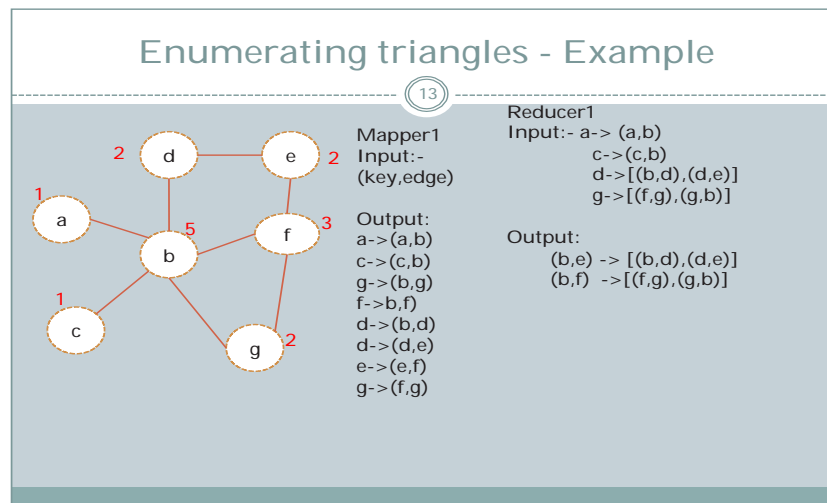 Enumerating triangles - Example
13
2
d
e
2
1
a
5
b
f
3
1
c
g
2
Mapper1
Input:-
(key,edge)
Output:
a->(a,b)
c->(c,b)
g->(b,g)
f->b,f)
d->(b,d)
d->(d,e)
e->(e,f)
g->(f,g)
Reducer1
Input:- a-> (a,b)
c->(c,b)
d->[(b,d),(d,e)]
g->[(f,g),(g,b)]
Output:
(b,e) -> [(b,d),(d,e)]
(b,f) ->[(f,g),(g,b)]